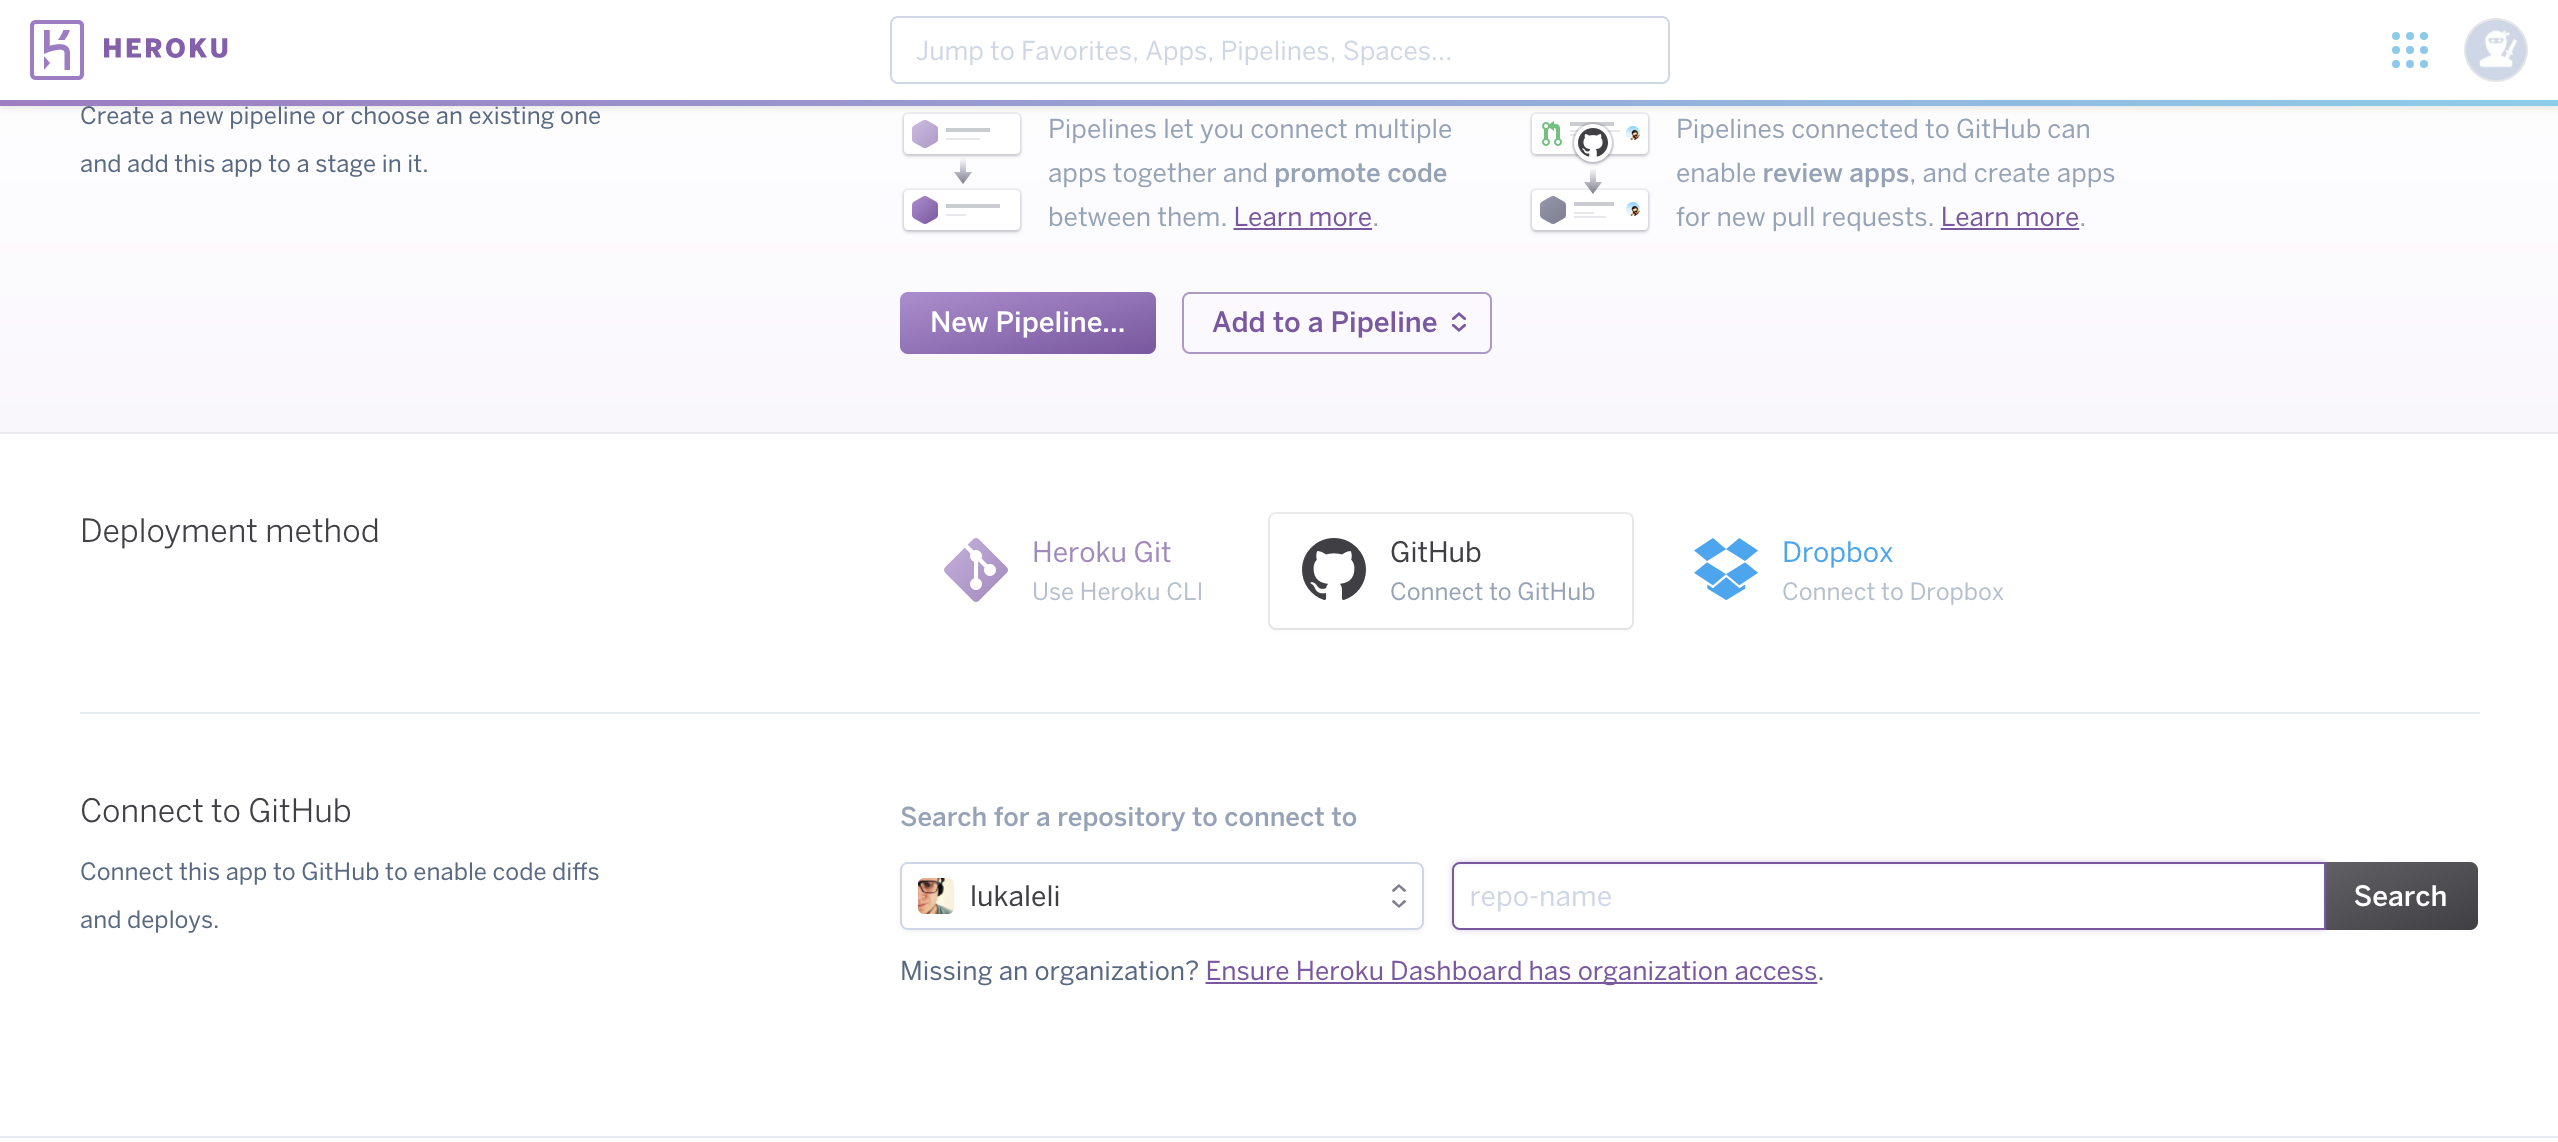 HEROKU
Jump to Favorites, Apps, Pipelines, Spaces...
Create a new pipeline or choose an existing one
and add this app to a stage in it.
Pipelines let you connect multiple
apps together and promote code
between them. Learn more.
Pipelines connected to GitHub can
enable review apps, and create apps
for new pull requests. Learn more.
New Pipeline...
Add to a Pipeline
Deployment method
Heroku Git
Use Heroku CLI
GitHub
Connect to GitHub
Dropbox
Connect to Dropbox
Connect to GitHub
Connect this app to GitHub to enable code diffs
and deploys.
Search for a repository to connect to
lukaleli
repo-name
Search
Missing an organization? Ensure Heroku Dashboard has organization access.